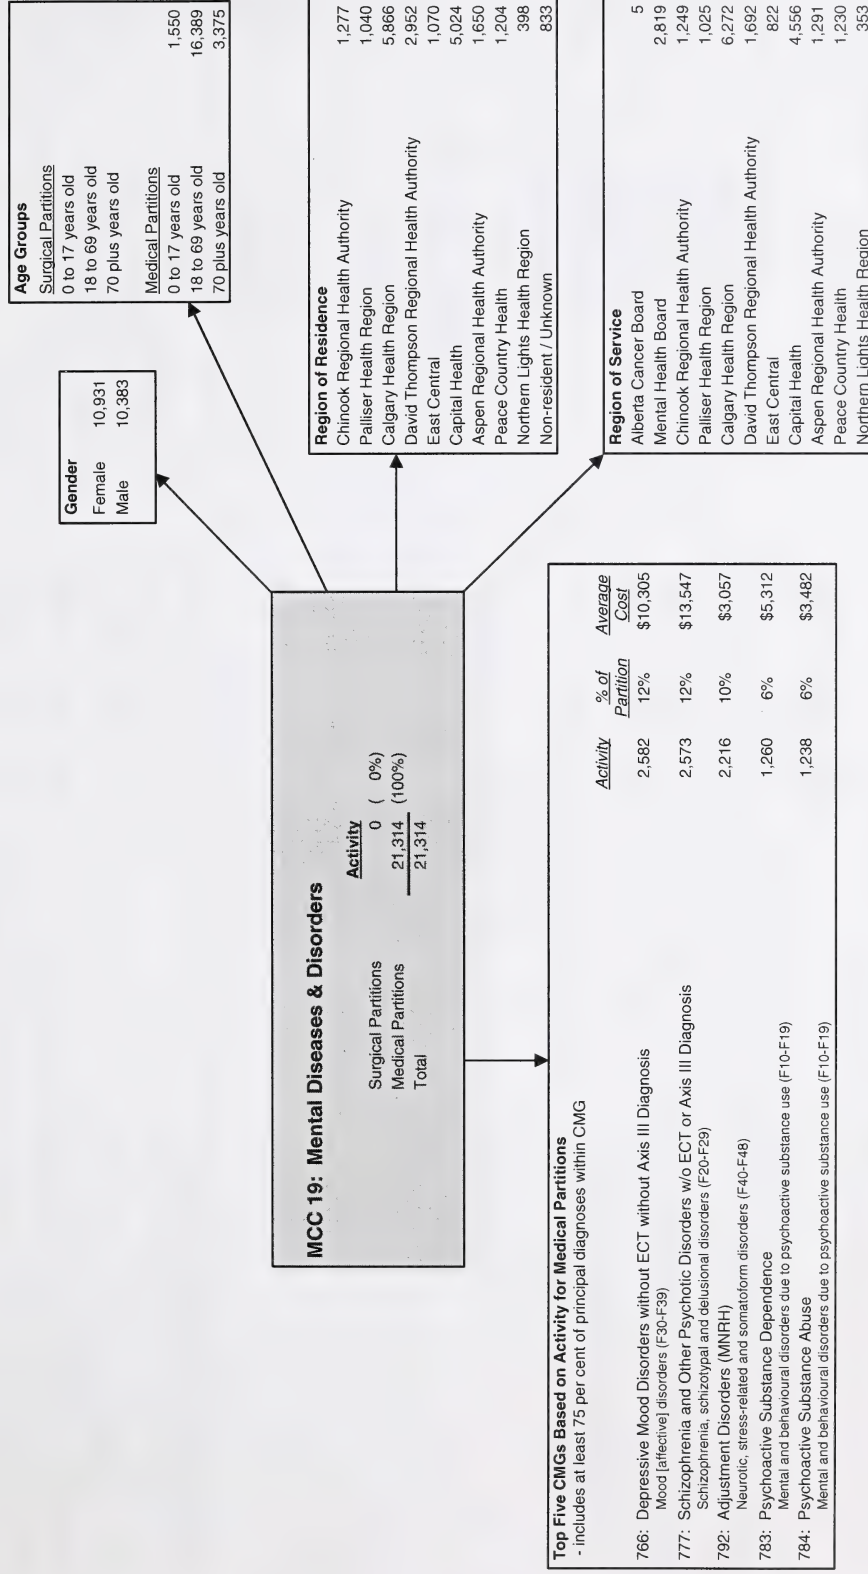 MCC 19: Mental Diseases & Disorders
Activity
Surgical Partitions 0 ( 0%)
Medical Partitions 21,314 (100%)
Total 21,314
Gender
Female 10,931
Male 10,383
Age Groups
Surgical Partitions
0 to 17 years old
18 to 69 years old
70 plus years old
Medical Partitions
0 to 17 years old 1,550
18 to 69 years old 16,389
70 plus years old 3,375
Region of Residence
Chinook Regional Health Authority 1,277
Palliser Health Region 1,040
Calgary Health Region 5,866
David Thompson Regional Health Authority 2,952
East Central 1,070
Capital Health 5,024
Aspen Regional Health Authority 1,650
Peace Country Health 1,204
Northern Lights Health Region 398
Non-resident / Unknown 833
Region of Service
Alberta Cancer Board 5
Mental Health Board 2,819
Chinook Regional Health Authority 1,249
Palliser Health Region 1,025
Calgary Health Region 6,272
David Thompson Regional Health Authority 1,692
East Central 822
Capital Health 4,556
Aspen Regional Health Authority 1,291
Peace Country Health 1,230
Northern Lights Health Region 353
Top Five CMGs Based on Activity for Medical Partitions
- includes at least 75 per cent of principal diagnoses within CMG
Activity % of Partition Average Cost
766: Depressive Mood Disorders without ECT without Axis III Diagnosis 2,582 12% $10,305
Mood [affective] disorders (F30-F39)
777: Schizophrenia and Other Psychotic Disorders w/o ECT or Axis III Diagnosis 2,573 12% $13,547
Schizophrenia, schizotypal and delusional disorders (F20-F29)
792: Adjustment Disorders (MNRH) 2,216 10% $3,057
Neurotic, stress-related and somatoform disorders (F40-F48)
783: Psychoactive Substance Dependence 1,260 6% $5,312
Mental and behavioural disorders due to psychoactive substance use (F10-F19)
784: Psychoactive Substance Abuse 1,238 6% $3,482
Mental and behavioural disorders due to psychoactive substance use (F10-F19)